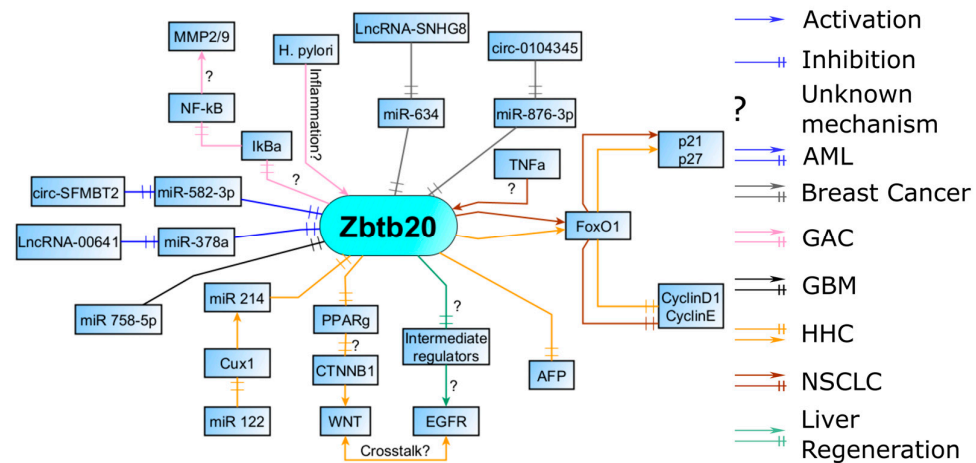 MMP2/9
?
NF-kB
IkBa
?
H. pylori
Inflammation?
LncRNA-SNHG8
miR-634
circ-0104345
miR-876-3p
TNFa
?
circ-SFMBT2
miR-582-3p
LncRNA-00641
miR-378a
miR 758-5p
Zbtb20
FoxO1
p21
p27
CyclinD1
CyclinE
miR 214
Cux1
miR 122
PPARg
?
CTNNB1
WNT
?
Intermediate
regulators
?
EGFR
Crosstalk?
AFP
Activation
Inhibition
?
Unknown
mechanism
AML
Breast Cancer
GAC
GBM
HHC
NSCLC
Liver
Regeneration